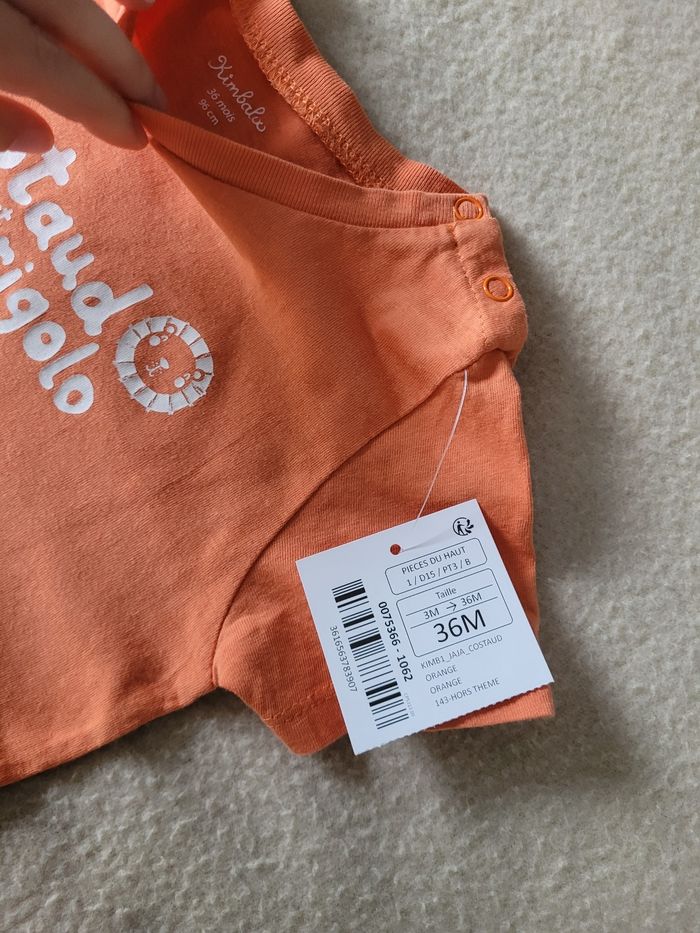 Kimbaloo
36 mois
96 cm
staud
rigolo
PIECES DU HAUT
1 / D15 / PT3 / B
Taille
3M → 36M
36M
KIMB1_JAJA_COSTAUD
ORANGE
ORANGE
143-HORS THEME
0075366 - 1062
3616563783907